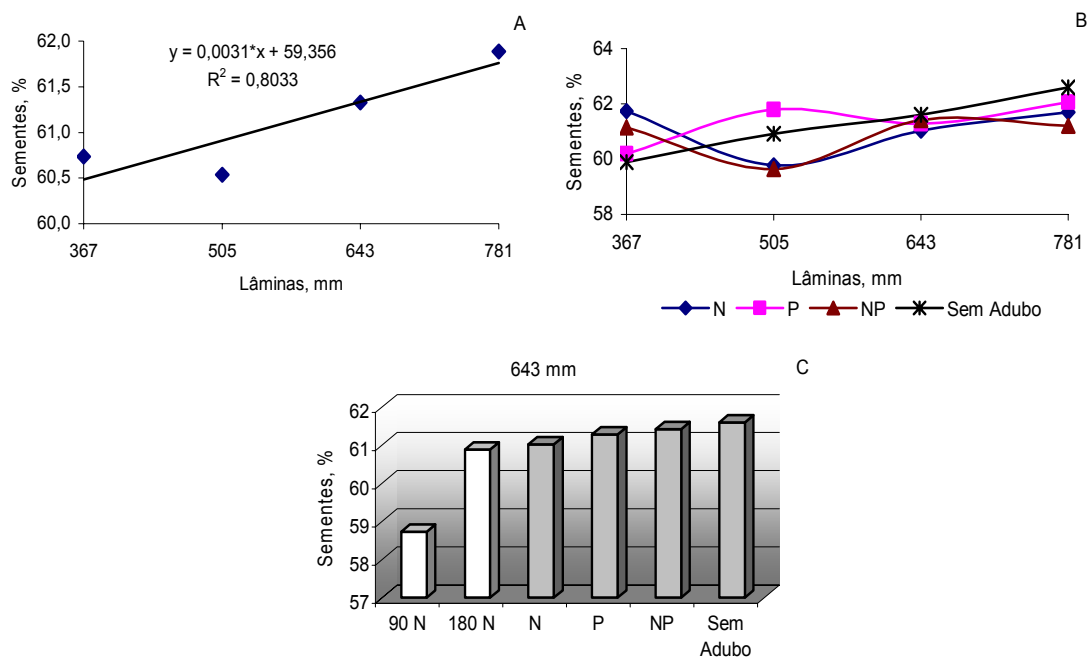 A
y = 0,0031*x + 59,356
R² = 0,8033
62,0
61,5
61,0
60,5
60,0
Sementes, %
367 505 643 781
Lâminas, mm
B
64
62
60
58
Sementes, %
367 505 643 781
Lâminas, mm
N P NP Sem Adubo
643 mm
C
62
61
60
59
58
57
Sementes, %
90 N 180 N N P NP Sem
Adubo